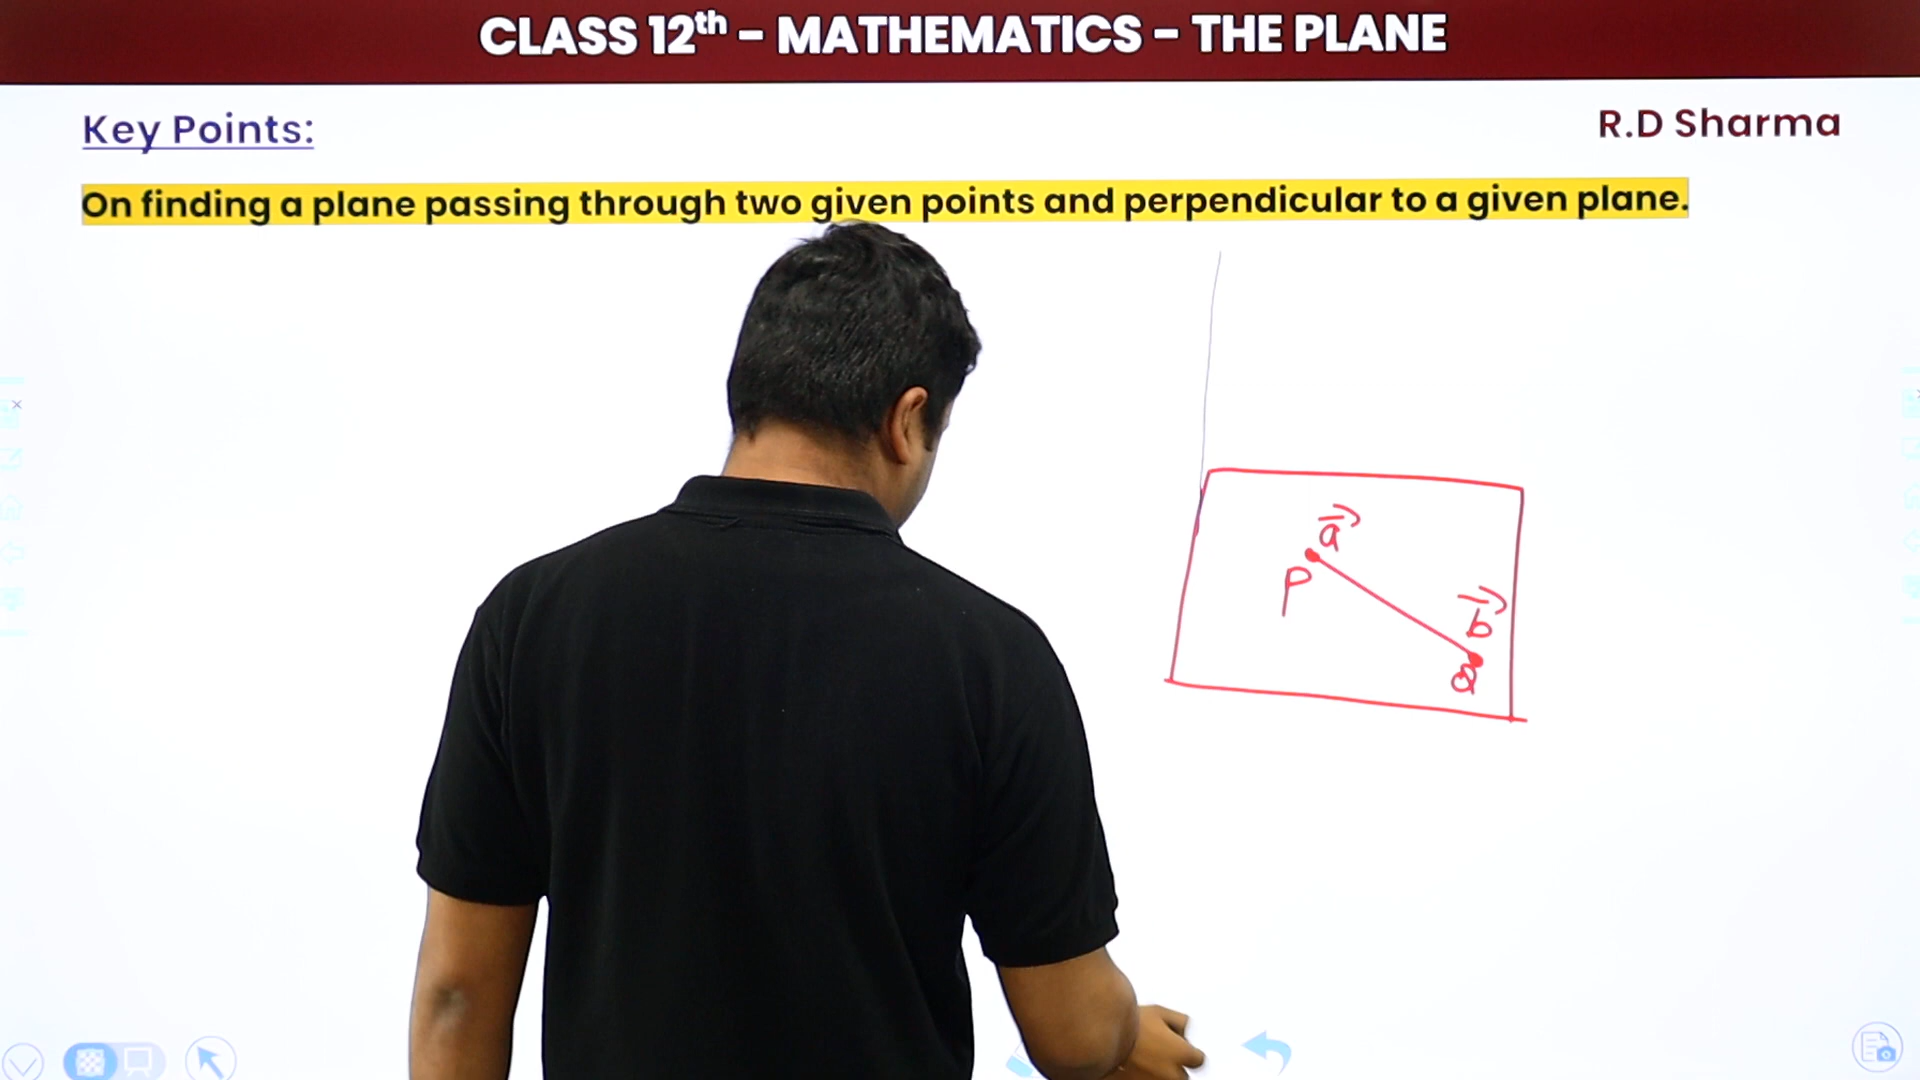 CLASS 12th - MATHEMATICS - THE PLANE
Key Points:
R.D Sharma
On finding a plane passing through two given points and perpendicular to a given plane.
a⃗
P
b⃗
Q